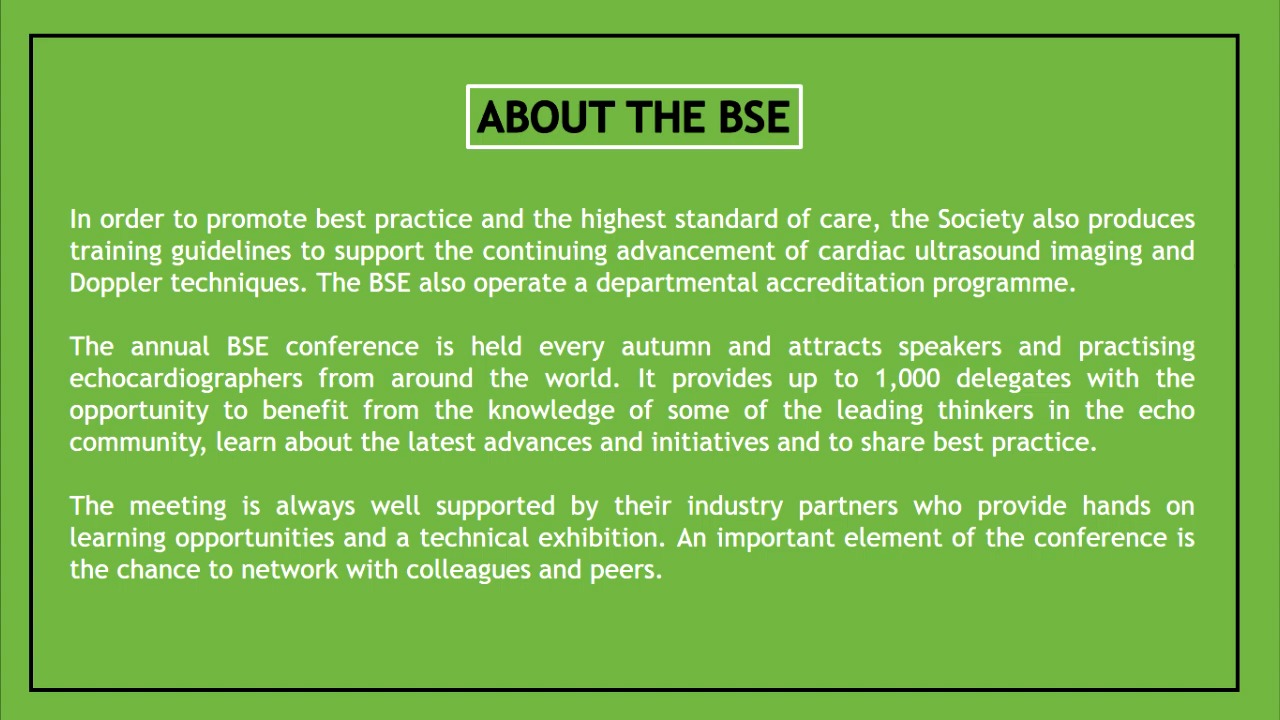 ABOUT THE BSE
In order to promote best practice and the highest standard of care, the Society also produces
training guidelines to support the continuing advancement of cardiac ultrasound imaging and
Doppler techniques. The BSE also operate a departmental accreditation programme.
The annual BSE conference is held every autumn and attracts speakers and practising
echocardiographers from around the world. It provides up to 1,000 delegates with the
opportunity to benefit from the knowledge of some of the leading thinkers in the echo
community, learn about the latest advances and initiatives and to share best practice.
The meeting is always well supported by their industry partners who provide hands on
learning opportunities and a technical exhibition. An important element of the conference is
the chance to network with colleagues and peers.